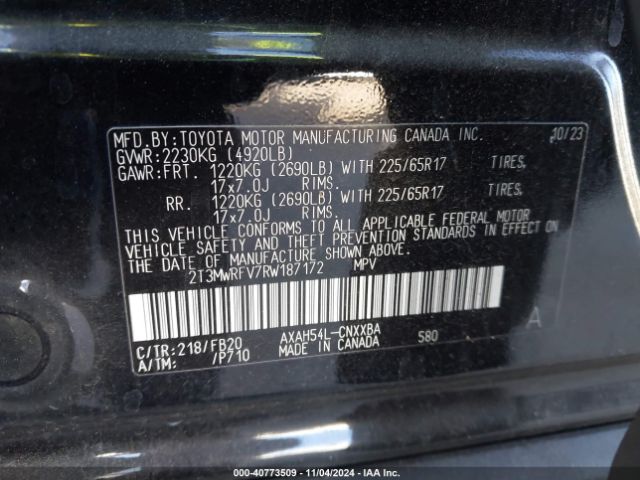 MFD.BY:TOYOTA MOTOR MANUFACTURING CANADA INC. 10/23
GVWR:2230KG (4920LB)
GAWR:FRT. 1220KG (2690LB) WITH 225/65R17 TIRES,
17x7.0J RIMS.
RR. 1220KG (2690LB) WITH 225/65R17 TIRES,
17x7.0J RIMS.
THIS VEHICLE CONFORMS TO ALL APPLICABLE FEDERAL MOTOR
VEHICLE SAFETY AND THEFT PREVENTION STANDARDS IN EFFECT ON
THE DATE OF MANUFACTURE SHOWN ABOVE.
2T3MWRFV7RW187172 MPV
C/TR:218/FB20 AXAH54L-CNXXBA 580 A
A/TM: /P710 MADE IN CANADA
000-40773509 - 11/04/2024 - IAA Inc.